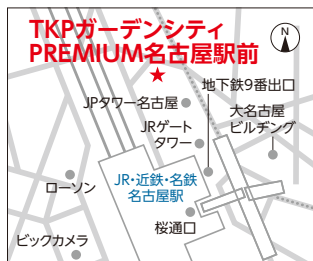 TKPガーデンシティ
PREMIUM名古屋駅前
N
★
地下鉄9番出口
JPタワー名古屋
大名古屋
ビルヂング
JRゲート
タワー
JR・近鉄・名鉄
名古屋駅
ローソン
桜通口
ビックカメラ